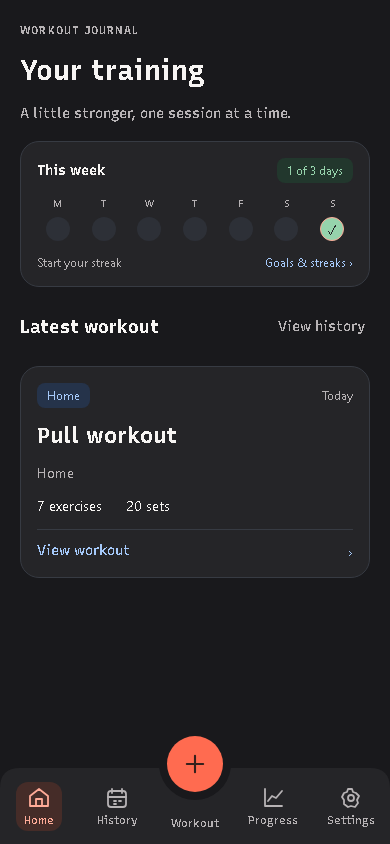 WORKOUT JOURNAL
Your training
A little stronger, one session at a time.
This week
1 of 3 days
M T W T F S S
✓
Start your streak
Goals & streaks ›
Latest workout
View history
Home
Today
Pull workout
Home
7 exercises 20 sets
View workout ›
Home History Workout Progress Settings